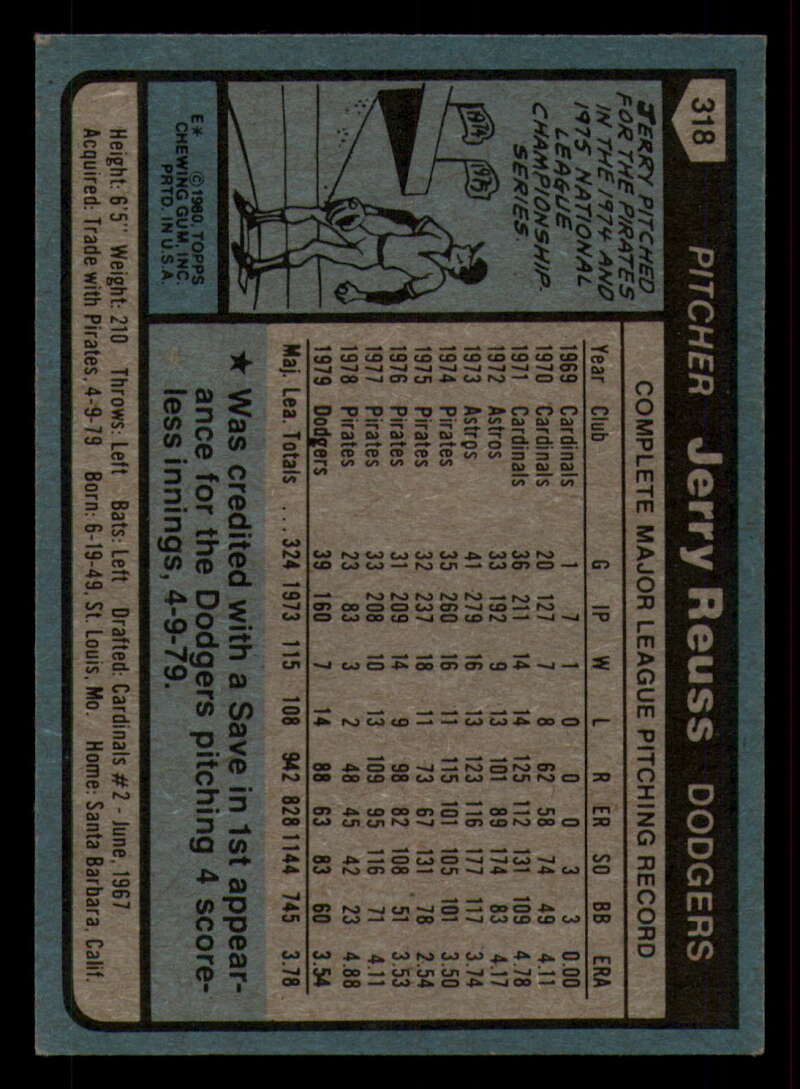 318 PITCHER Jerry Reuss DODGERS
JERRY PITCHED
FOR THE PIRATES
IN THE 1974 AND
1975 NATIONAL
LEAGUE
CHAMPIONSHIP
SERIES.
1974 1975
E* © 1980, TOPPS
CHEWING GUM, INC.
PRTD. IN U.S.A.
COMPLETE MAJOR LEAGUE PITCHING RECORD
Year Club G IP W L R ER SO BB ERA
1969 Cardinals 1 7 1 0 0 0 3 3 0.00
1970 Cardinals 20 127 7 8 62 58 74 49 4.11
1971 Cardinals 36 211 14 14 125 112 131 109 4.78
1972 Astros 33 192 9 13 101 89 174 83 4.17
1973 Astros 41 279 16 13 123 116 177 117 3.74
1974 Pirates 35 260 16 11 115 101 105 101 3.50
1975 Pirates 32 237 18 11 73 67 131 78 2.54
1976 Pirates 31 209 14 9 98 82 108 51 3.53
1977 Pirates 33 208 10 13 109 95 116 71 4.11
1978 Pirates 23 83 3 2 48 45 42 23 4.88
1979 Dodgers 39 160 7 14 88 63 83 60 3.54
Maj. Lea. Totals ... 324 1973 115 108 942 828 1144 745 3.78
★ Was credited with a Save in 1st appear-
ance for the Dodgers pitching 4 score-
less innings, 4-9-79.
Height: 6'5" Weight: 210 Throws: Left Bats: Left Drafted: Cardinals #2 - June, 1967
Acquired: Trade with Pirates, 4-9-79 Born: 6-19-49, St. Louis, Mo. Home: Santa Barbara, Calif.